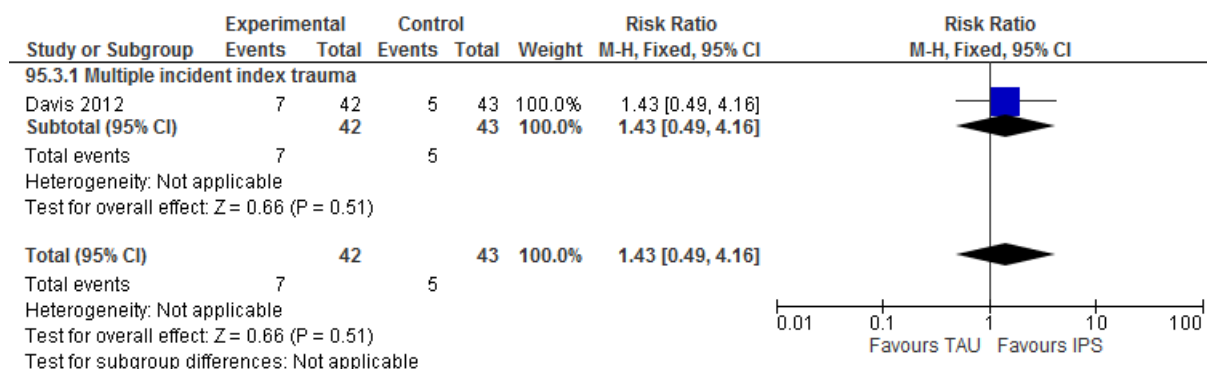 Experimental Control Risk Ratio Risk Ratio
Study or Subgroup Events Total Events Total Weight M-H, Fixed, 95% CI M-H, Fixed, 95% CI
95.3.1 Multiple incident index trauma
Davis 2012 7 42 5 43 100.0% 1.43 [0.49, 4.16]
Subtotal (95% CI) 42 43 100.0% 1.43 [0.49, 4.16]
Total events 7 5
Heterogeneity: Not applicable
Test for overall effect: Z = 0.66 (P = 0.51)
Total (95% CI) 42 43 100.0% 1.43 [0.49, 4.16]
Total events 7 5
Heterogeneity: Not applicable
Test for overall effect: Z = 0.66 (P = 0.51)
Test for subgroup differences: Not applicable
0.01 0.1 1 10 100
Favours TAU Favours IPS